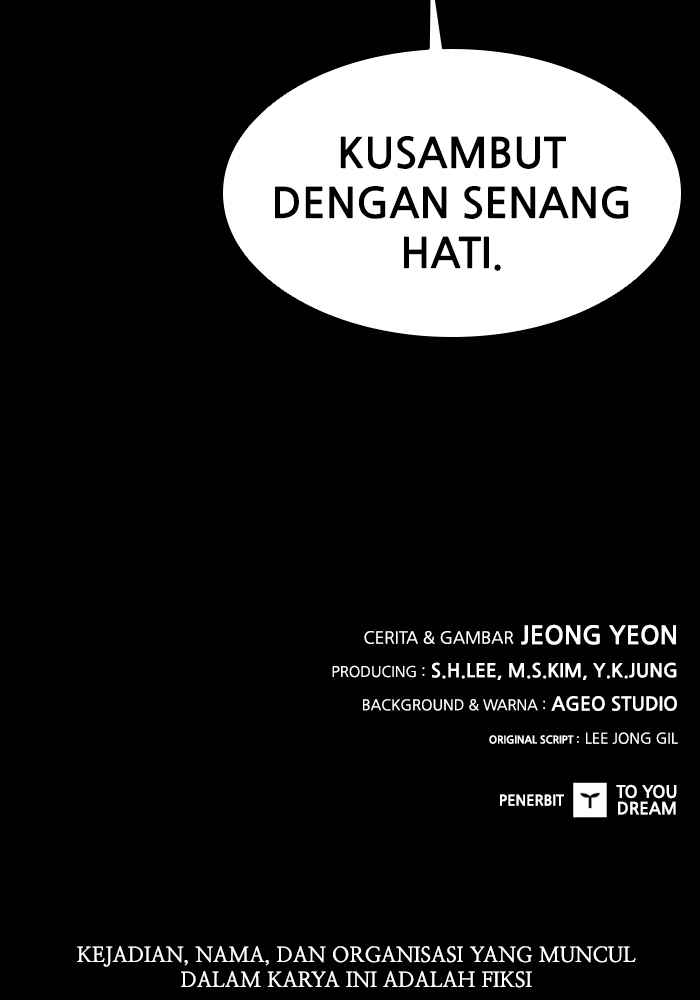 KUSAMBUT
DENGAN SENANG
HATI.
CERITA & GAMBAR JEONG YEON
PRODUCING : S.H.LEE, M.S.KIM, Y.K.JUNG
BACKGROUND & WARNA : AGEO STUDIO
ORIGINAL SCRIPT : LEE JONG GIL
PENERBIT TO YOU
DREAM
KEJADIAN, NAMA, DAN ORGANISASI YANG MUNCUL
DALAM KARYA INI ADALAH FIKSI